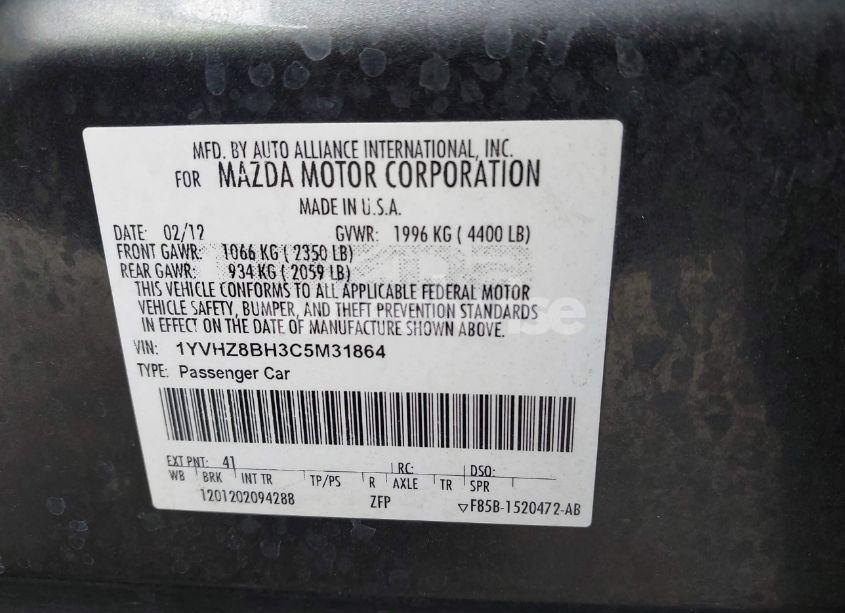 MFD. BY AUTO ALLIANCE INTERNATIONAL, INC.
FOR MAZDA MOTOR CORPORATION
MADE IN U.S.A.
DATE: 02/12 GVWR: 1996 KG ( 4400 LB)
FRONT GAWR: 1066 KG ( 2350 LB)
REAR GAWR: 934 KG ( 2059 LB)
THIS VEHICLE CONFORMS TO ALL APPLICABLE FEDERAL MOTOR
VEHICLE SAFETY, BUMPER, AND THEFT PREVENTION STANDARDS
IN EFFECT ON THE DATE OF MANUFACTURE SHOWN ABOVE.
VIN: 1YVHZ8BH3C5M31864
TYPE: Passenger Car
EXT PNT: 41 RC: DSO:
WB BRK INT TR TP/PS R AXLE TR SPR
1201202094288 ZFP ▽F85B-1520472-AB